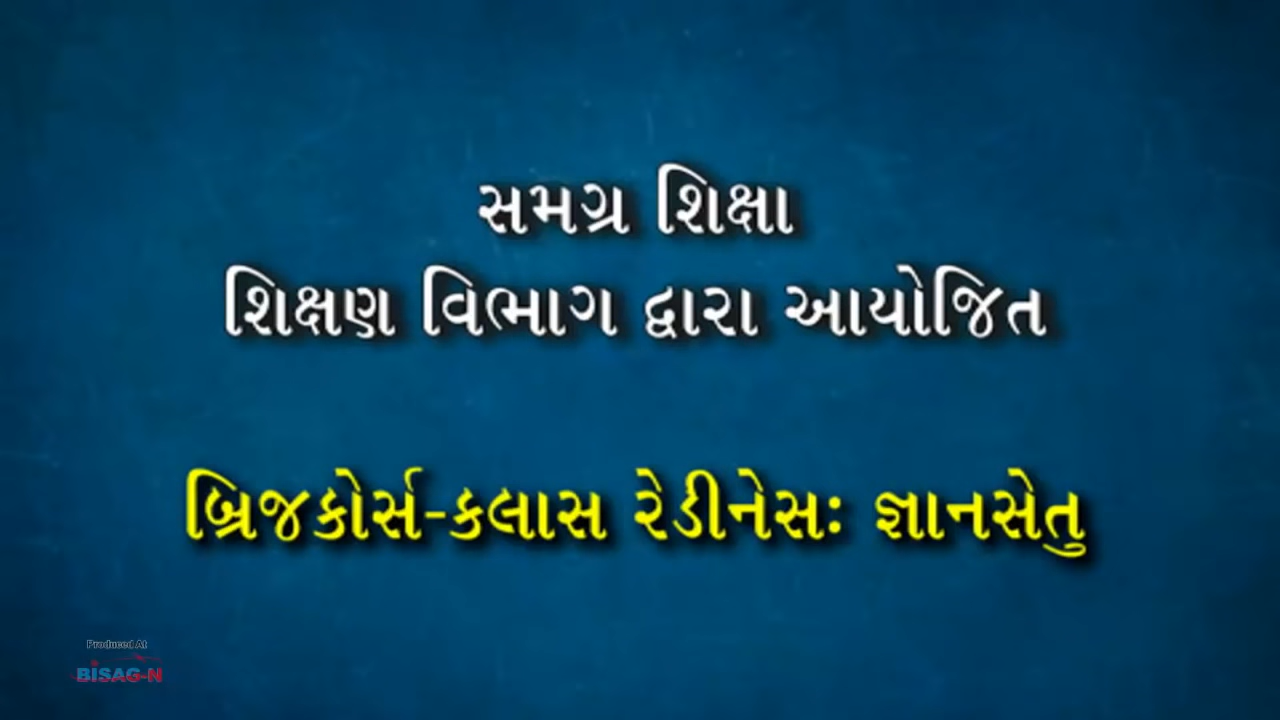 સમગ્ર શિક્ષા
શિક્ષણ વિભાગ દ્વારા આયોજિત
બ્રિજકોર્સ-કલાસ રેડીનેસઃ જ્ઞાનસેતુ
Produced At
BISAG-N